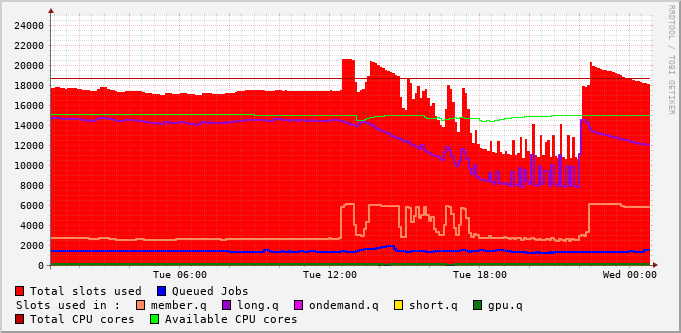 RRDTOOL / TOBI OETIKER
24000
22000
20000
18000
16000
14000
12000
10000
8000
6000
4000
2000
0
Tue 06:00 Tue 12:00 Tue 18:00 Wed 00:00
Total slots used Queued Jobs
Slots used in : member.q long.q ondemand.q short.q gpu.q
Total CPU cores Available CPU cores